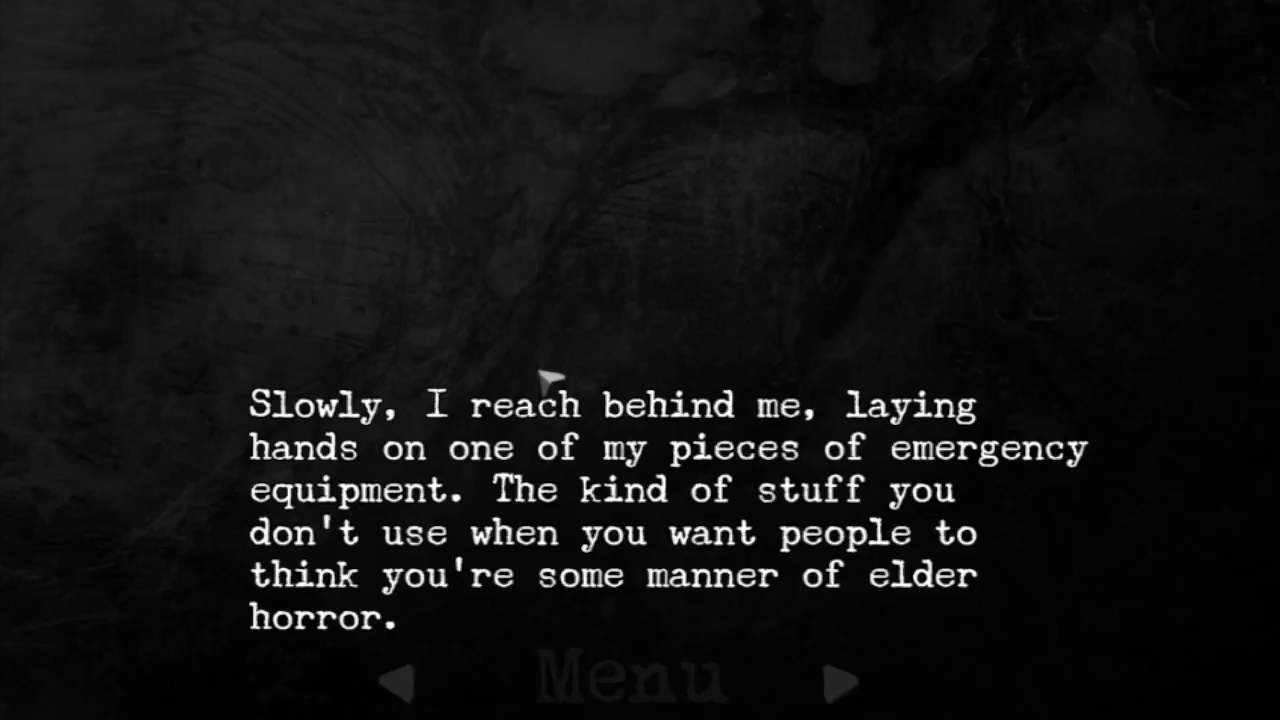 Slowly, I reach behind me, laying
hands on one of my pieces of emergency
equipment. The kind of stuff you
don't use when you want people to
think you're some manner of elder
horror.
Menu